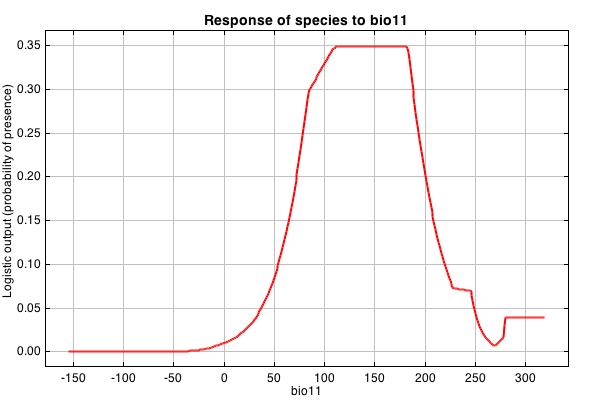 Response of species to bio11
Logistic output (probability of presence)
0.35
0.30
0.25
0.20
0.15
0.10
0.05
0.00
-150 -100 -50 0 50 100 150 200 250 300
bio11